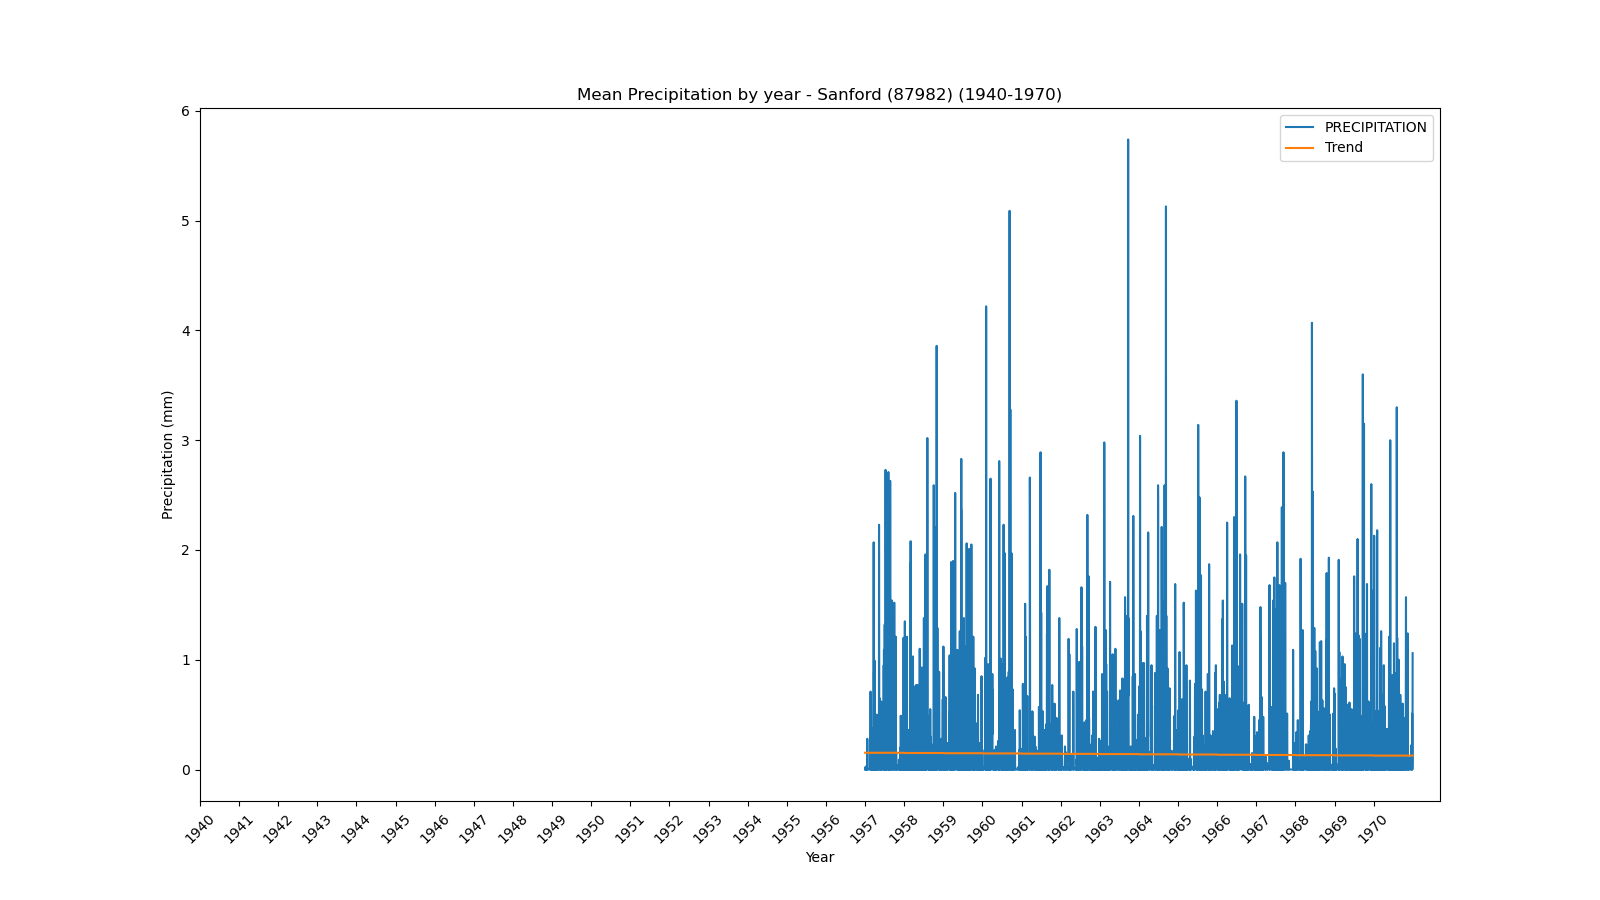 Mean Precipitation by year - Sanford (87982) (1940-1970)
PRECIPITATION
Trend
Precipitation (mm)
6
5
4
3
2
1
0
1940 1941 1942 1943 1944 1945 1946 1947 1948 1949 1950 1951 1952 1953 1954 1955 1956 1957 1958 1959 1960 1961 1962 1963 1964 1965 1966 1967 1968 1969 1970
Year